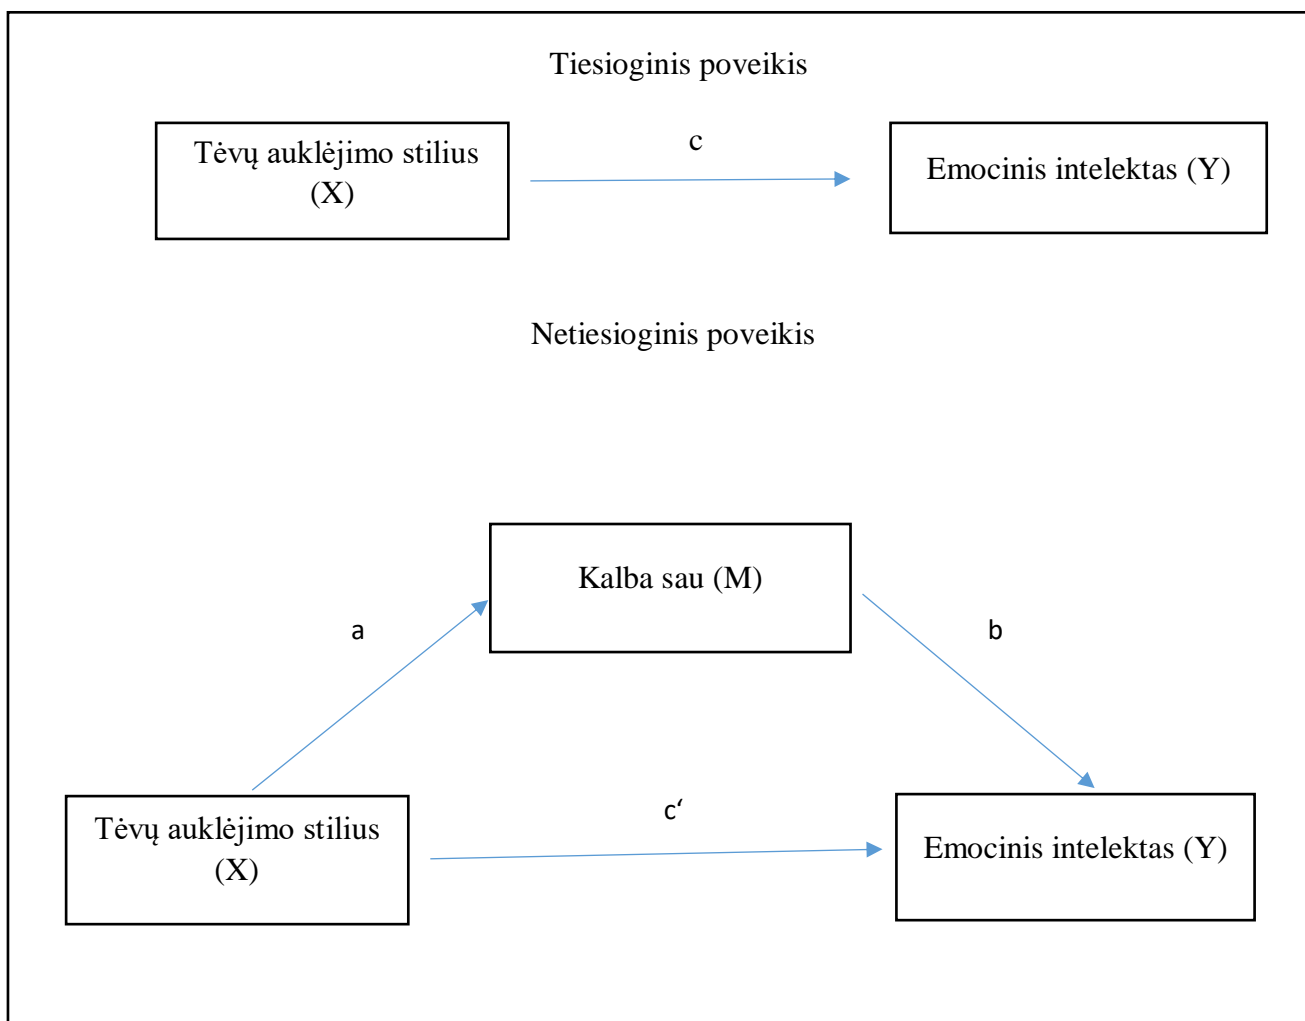 Tiesioginis poveikis
c
Tėvų auklėjimo stilius
(X)
Emocinis intelektas (Y)
Netiesioginis poveikis
Kalba sau (M)
a
b
Tėvų auklėjimo stilius
(X)
c‘
Emocinis intelektas (Y)